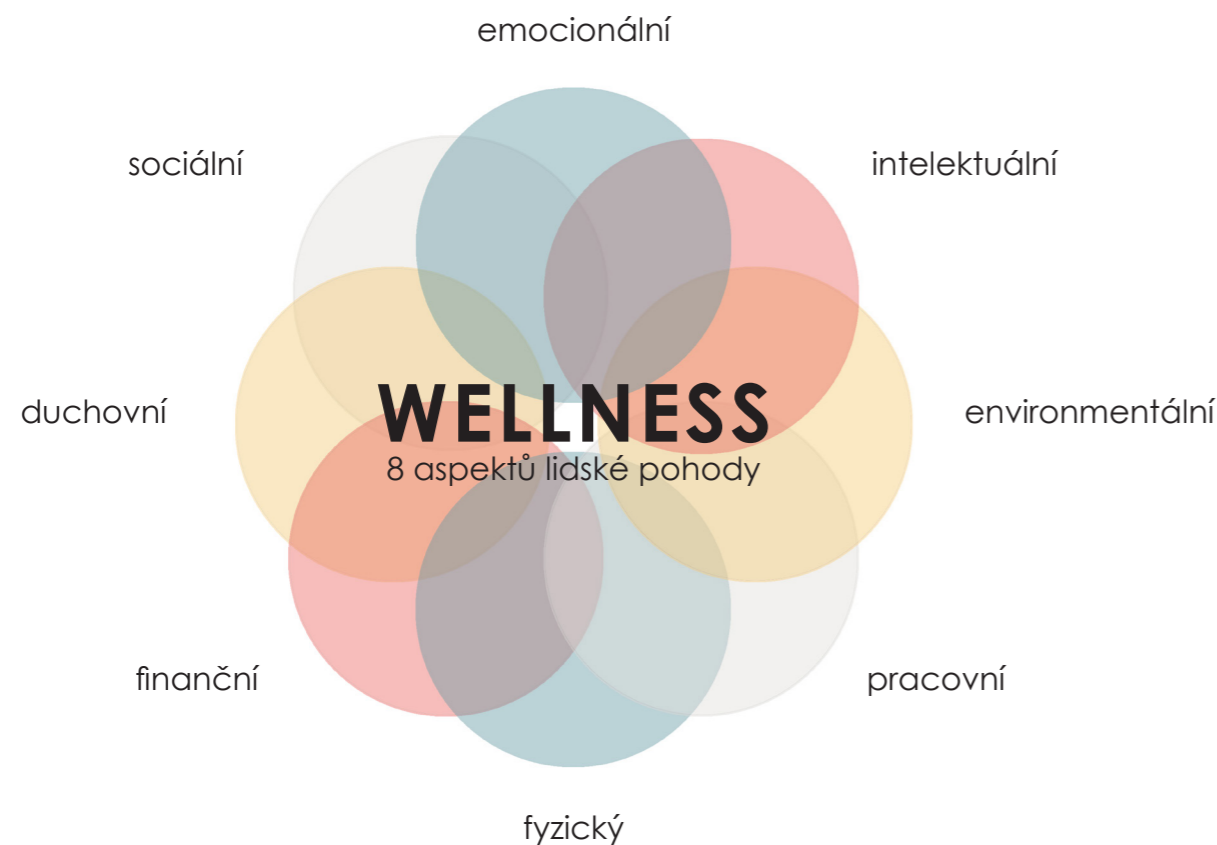 emocionální
sociální
intelektuální
duchovní
WELLNESS
8 aspektů lidské pohody
environmentální
finanční
pracovní
fyzický